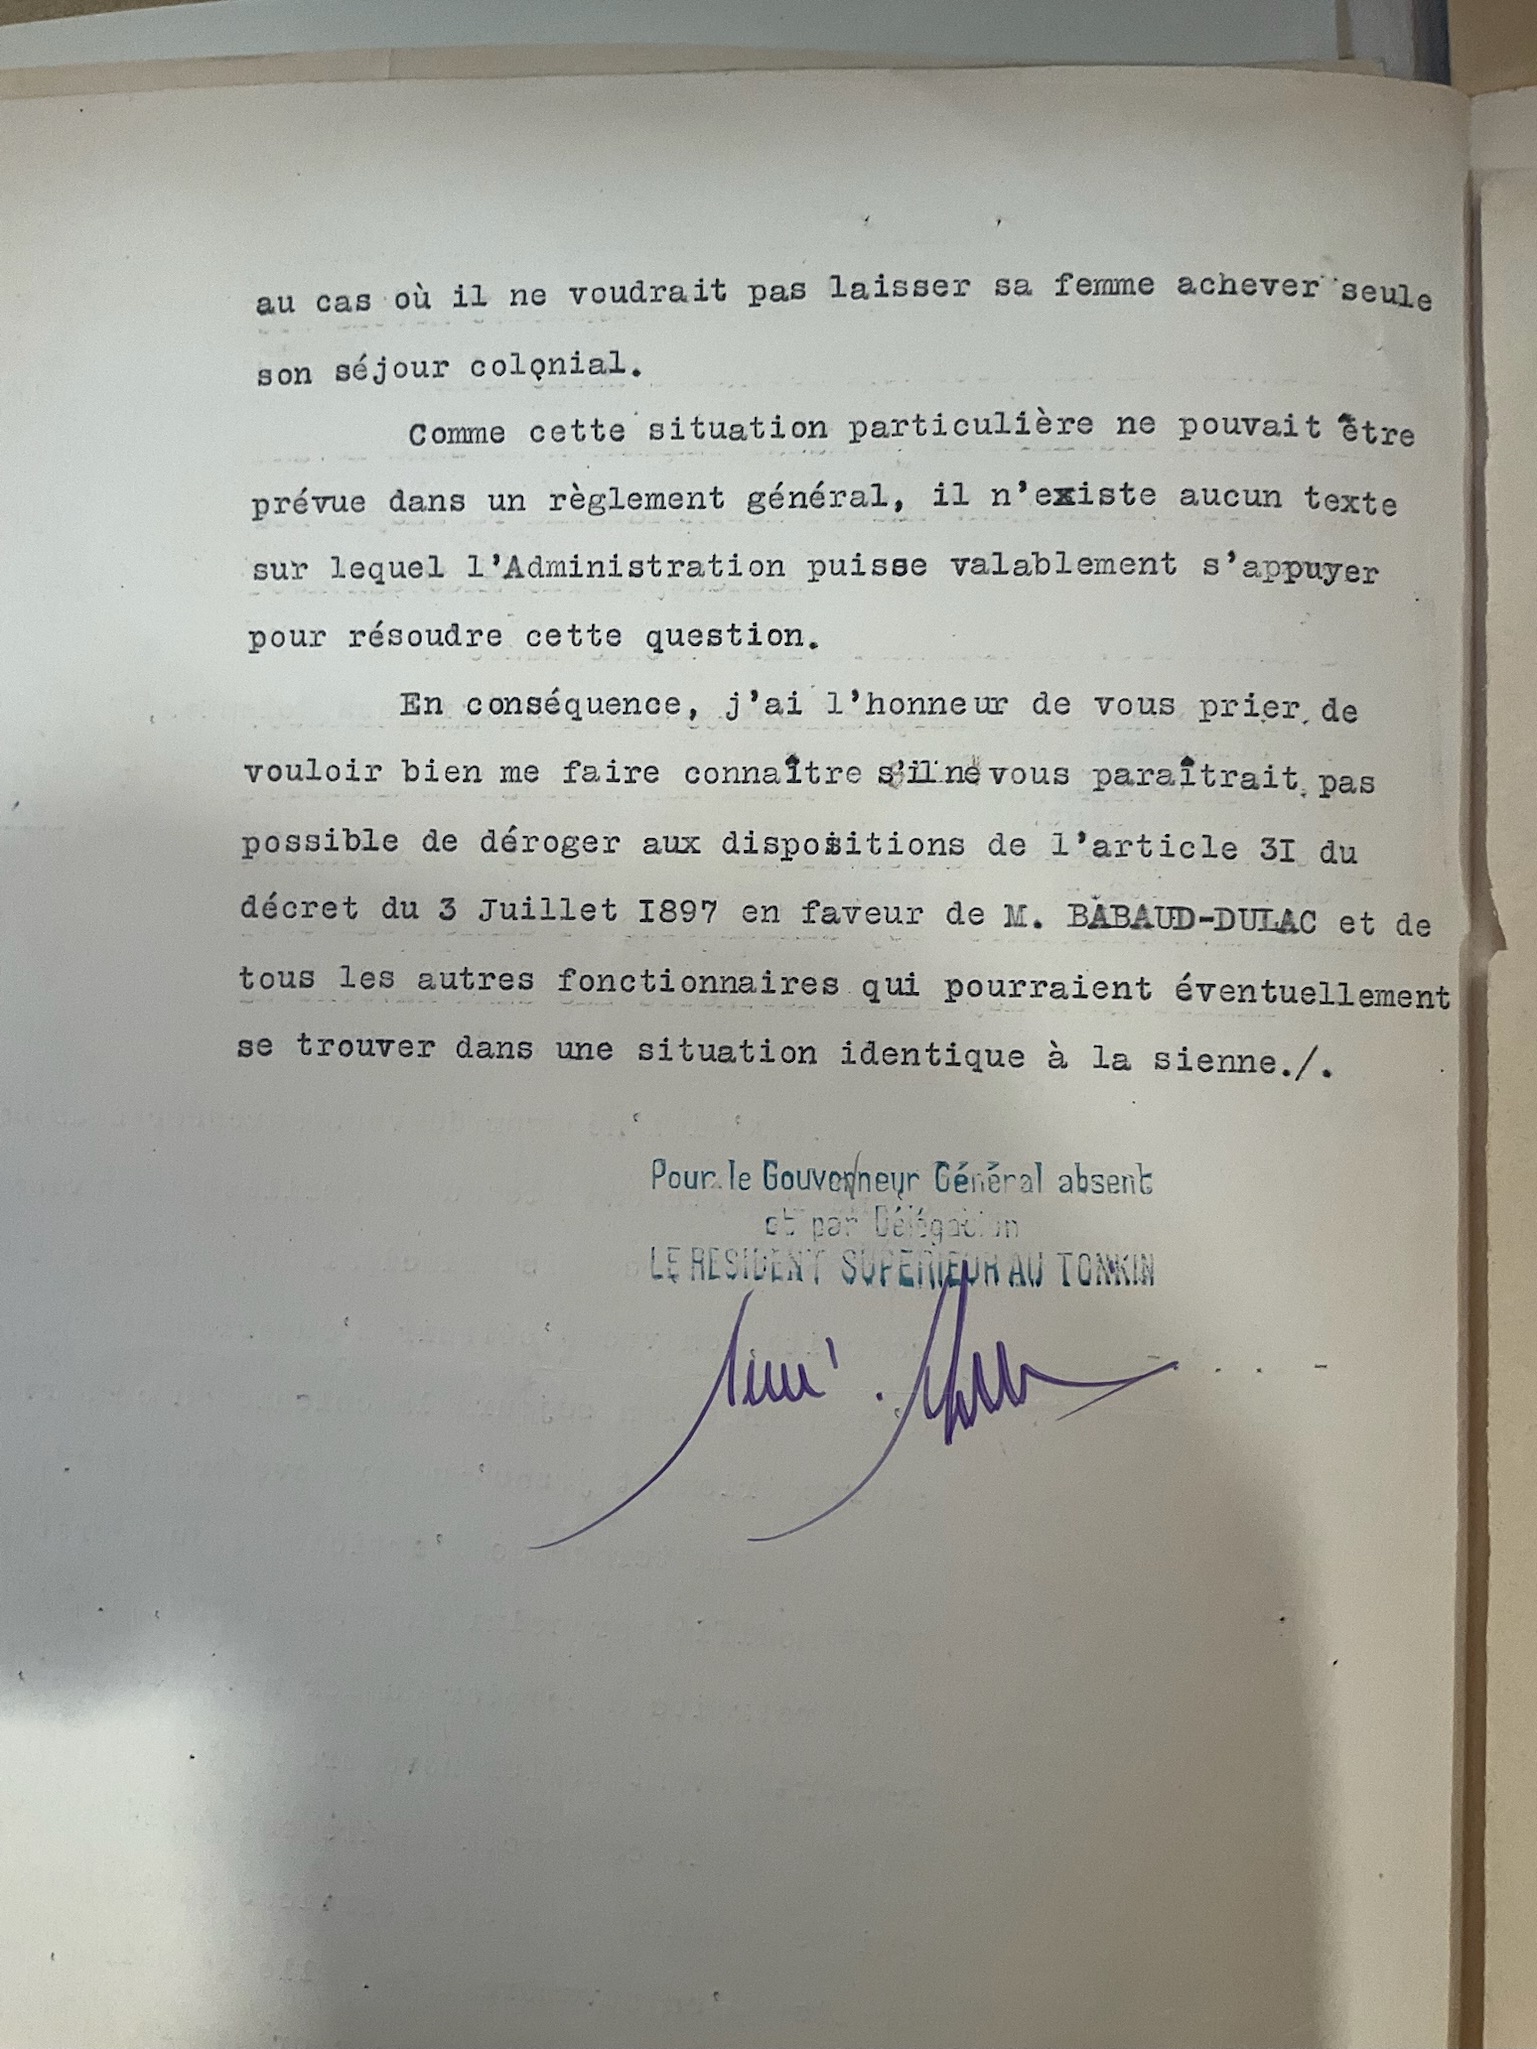 au cas où il ne voudrait pas laisser sa femme achever seule
son séjour colonial.
Comme cette situation particulière ne pouvait être
prévue dans un règlement général, il n'existe aucun texte
sur lequel l'Administration puisse valablement s'appuyer
pour résoudre cette question.
En conséquence, j'ai l'honneur de vous prier de
vouloir bien me faire connaître s'il ne vous paraîtrait pas
possible de déroger aux dispositions de l'article 3I du
décret du 3 Juillet I897 en faveur de M. BABAUD-DULAC et de
tous les autres fonctionnaires qui pourraient éventuellement
se trouver dans une situation identique à la sienne./.
Pour le Gouverneur Général absent
et par Délégation
LE RESIDENT SUPERIEUR AU TONKIN